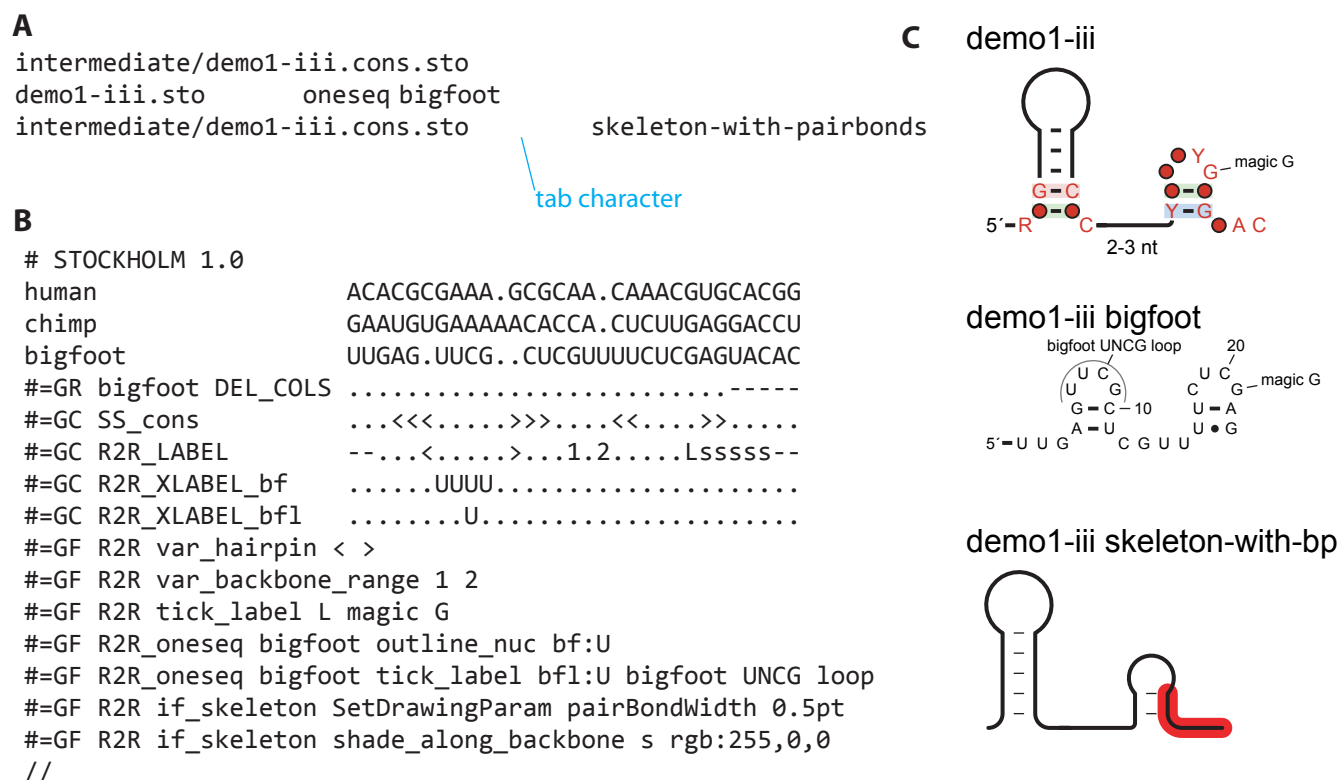 A
intermediate/demo1-iii.cons.sto
demo1-iii.sto oneseq bigfoot
intermediate/demo1-iii.cons.sto skeleton-with-pairbonds
tab character
B
# STOCKHOLM 1.0
human ACACGCGAAA.GCGCAA.CAAACGUGCACGG
chimp GAAUGUGAAAAACACCA.CUCUUGAGGACCU
bigfoot UUGAG.UUCG..CUCGUUUUCUCGAGUACAC
#=GR bigfoot DEL_COLS ..........................-----
#=GC SS_cons ...<<<.....>>>....<<....>>.....
#=GC R2R_LABEL --...<.....>...1.2.....Lsssss--
#=GC R2R_XLABEL_bf ......UUUU.....................
#=GC R2R_XLABEL_bfl ........U......................
#=GF R2R var_hairpin < >
#=GF R2R var_backbone_range 1 2
#=GF R2R tick_label L magic G
#=GF R2R_oneseq bigfoot outline_nuc bf:U
#=GF R2R_oneseq bigfoot tick_label bfl:U bigfoot UNCG loop
#=GF R2R if_skeleton SetDrawingParam pairBondWidth 0.5pt
#=GF R2R if_skeleton shade_along_backbone s rgb:255,0,0
//
C
demo1-iii
Y
G magic G
G C
Y G
5´ R C A C
2-3 nt
demo1-iii bigfoot
bigfoot UNCG loop 20
U C U C
U G C G magic G
G C 10 U A
A U U G
5´ U U G C G U U
demo1-iii skeleton-with-bp